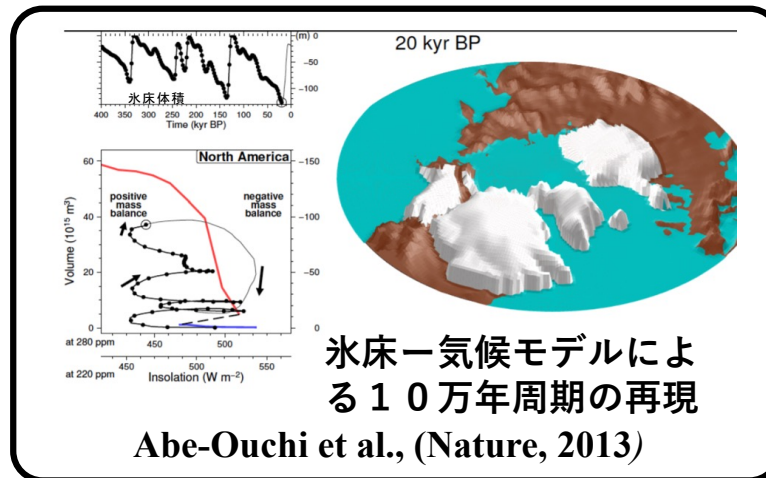 (m) 0
-50
-100
氷床体積
400 350 300 250 200 150 100 50 0
Time (kyr BP)
20 kyr BP
North America
60
40
20
0
Volume (10¹⁵ m³)
positive mass balance
negative mass balance
-150
-100
-50
-0
at 280 ppm
450 500
at 220 ppm
450 500 550
Insolation (W m⁻²)
氷床ー気候モデルによ
る１０万年周期の再現
Abe-Ouchi et al., (Nature, 2013)